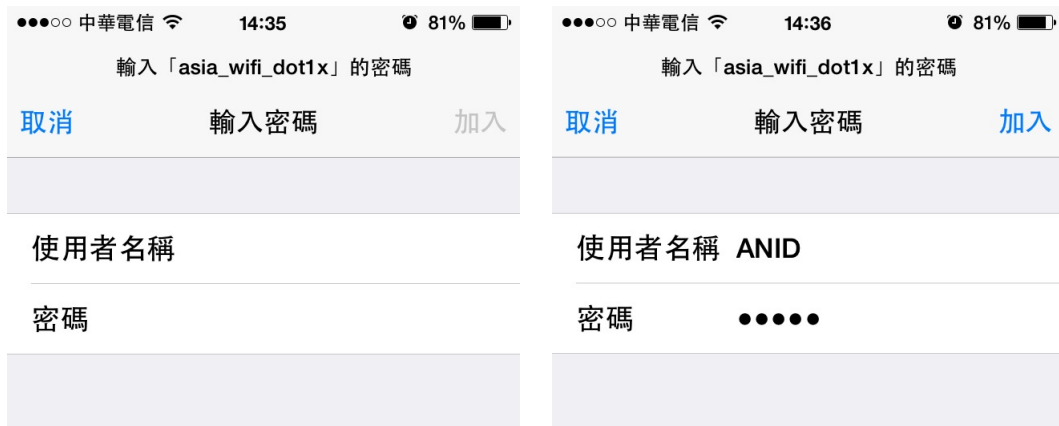 中華電信 14:35 81%
輸入「asia_wifi_dot1x」的密碼
取消 輸入密碼 加入
使用者名稱
密碼
中華電信 14:36 81%
輸入「asia_wifi_dot1x」的密碼
取消 輸入密碼 加入
使用者名稱 ANID
密碼 •••••